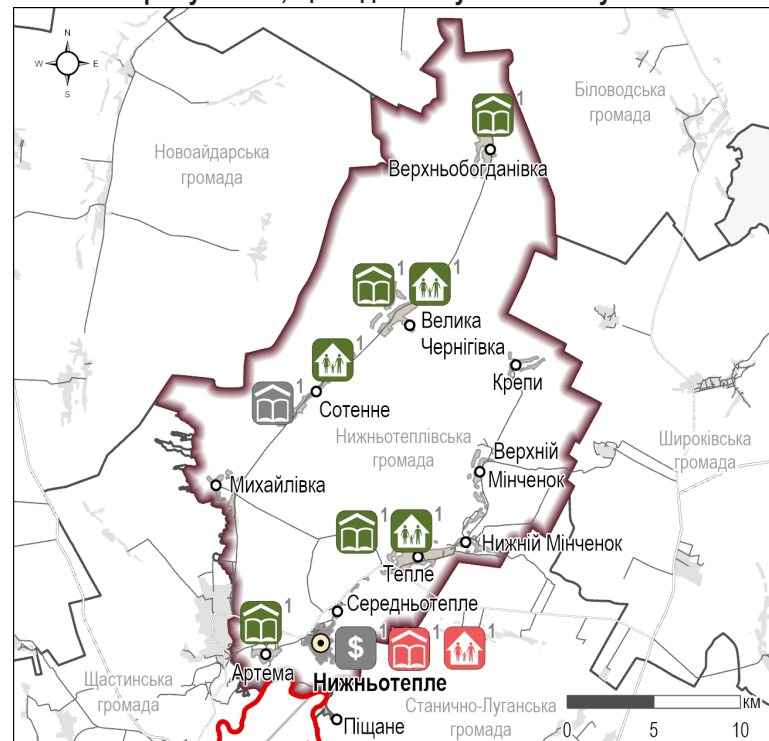 N
W E
S
Біловодська
громада
1
Новоайдарська
громада
Верхньобогданівка
1 1
Велика
Чернігівка
1
Крепи
1
Сотенне
Нижньотеплівська
громада
Широківська
громада
Верхній
Мінченок
Михайлівка
1 1
Нижній Мінченок
Тепле
Середньотепле
1
$ 1 1 1
Артема
Щастинська
громада
Нижньотепле
Станично-Луганська
громада
Піщане
км
0 5 10